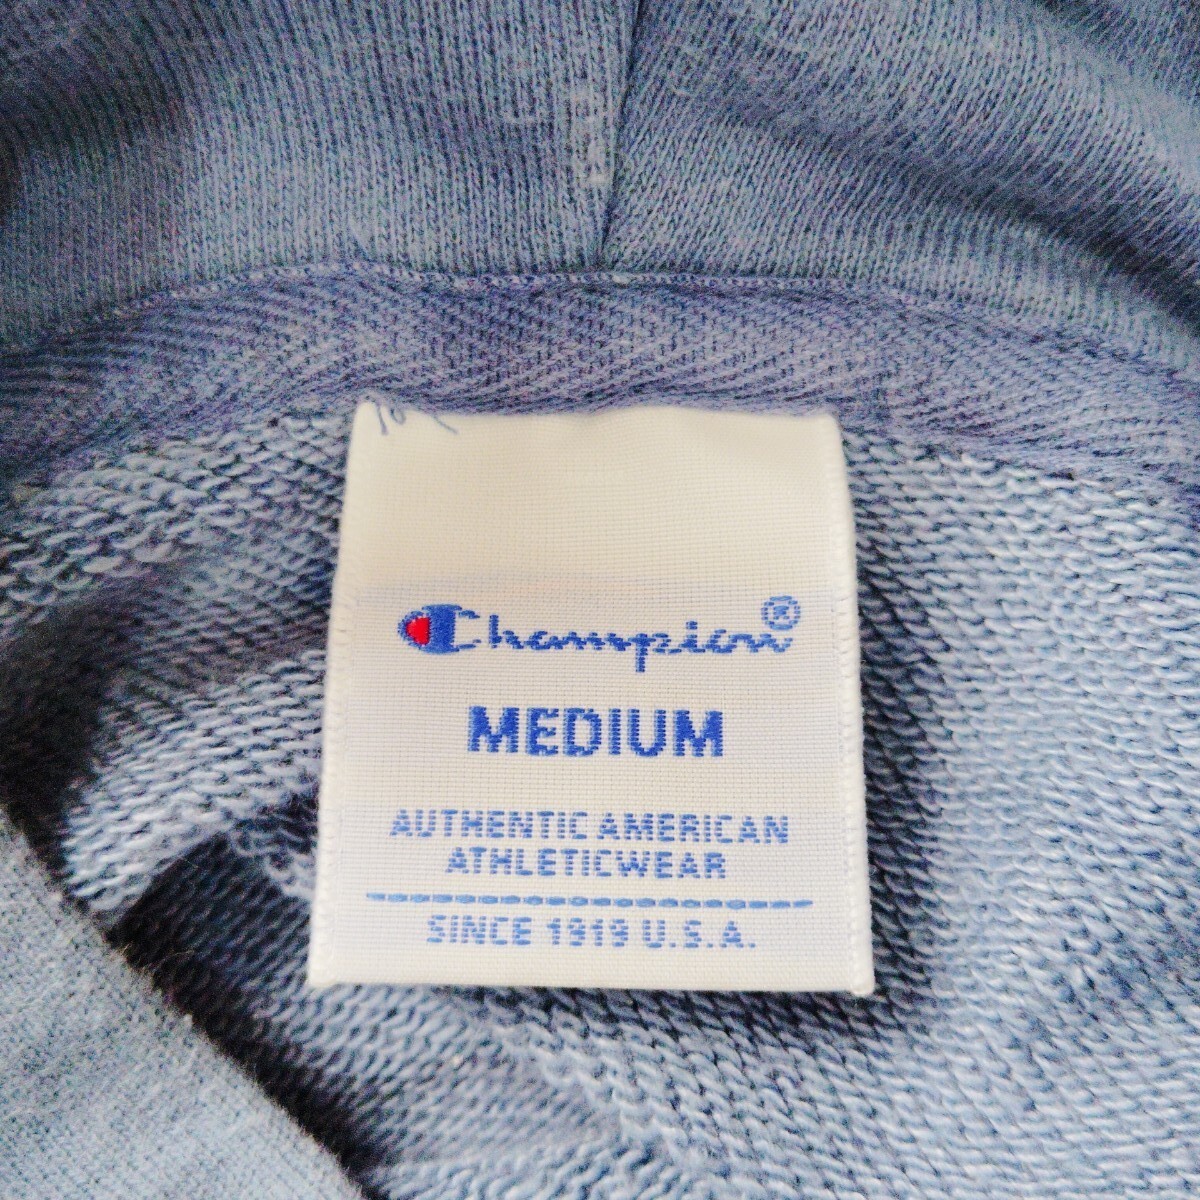 Champion®
MEDIUM
AUTHENTIC AMERICAN
ATHLETICWEAR
SINCE 1919 U.S.A.